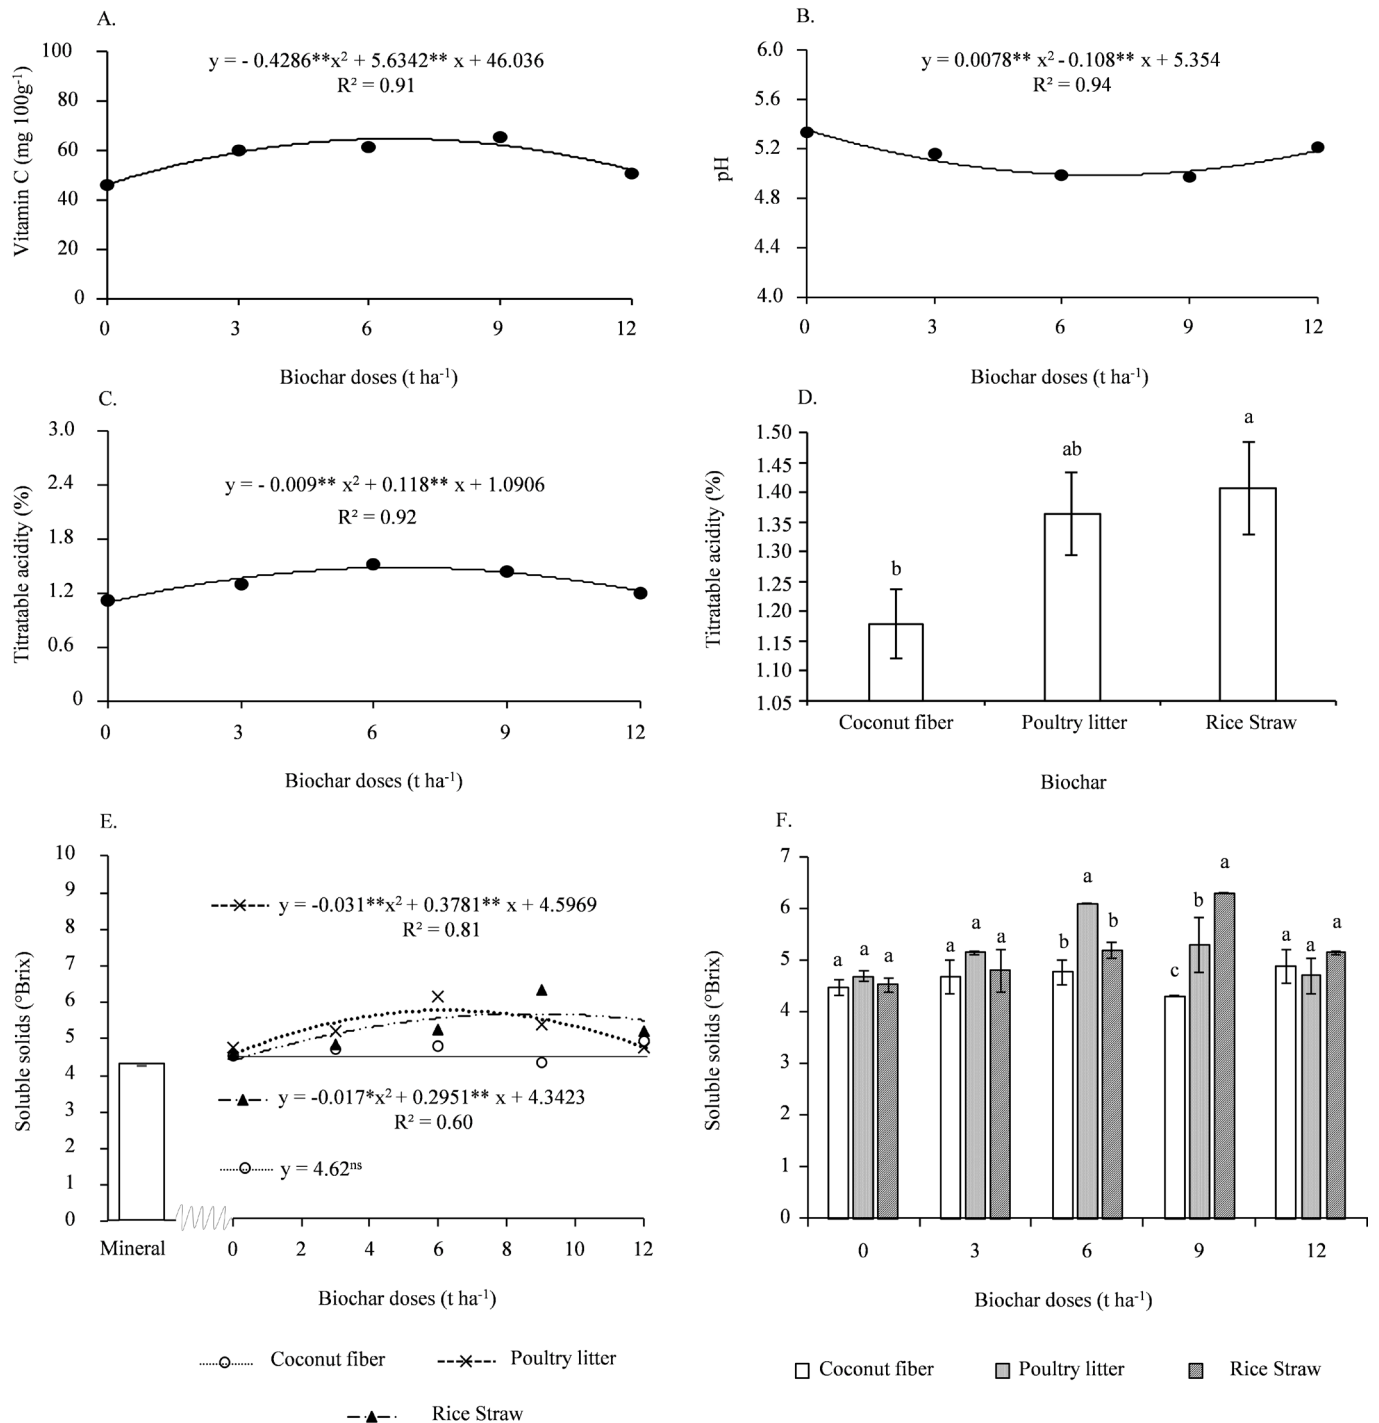 A.
y = - 0.4286**x² + 5.6342** x + 46.036
R² = 0.91
Vitamin C (mg 100g⁻¹)
100
80
60
40
20
0
0 3 6 9 12
Biochar doses (t ha⁻¹)
B.
y = 0.0078** x² - 0.108** x + 5.354
R² = 0.94
pH
6.0
5.6
5.2
4.8
4.4
4.0
0 3 6 9 12
Biochar doses (t ha⁻¹)
C.
y = - 0.009** x² + 0.118** x + 1.0906
R² = 0.92
Titratable acidity (%)
3.0
2.4
1.8
1.2
0.6
0
0 3 6 9 12
Biochar doses (t ha⁻¹)
D.
Titratable acidity (%)
1.50
1.45
1.40
1.35
1.30
1.25
1.20
1.15
1.10
1.05
b ab a
Coconut fiber Poultry litter Rice Straw
Biochar
E.
Soluble solids (°Brix)
10
9
8
7
6
5
4
3
2
1
0
y = -0.031**x² + 0.3781** x + 4.5969
R² = 0.81
y = -0.017*x² + 0.2951** x + 4.3423
R² = 0.60
y = 4.62ⁿˢ
Mineral 0 2 4 6 8 10 12
Biochar doses (t ha⁻¹)
Coconut fiber Poultry litter
Rice Straw
F.
Soluble solids (°Brix)
7
6
5
4
3
2
1
0
a a a a a a b a b c b a a a a
0 3 6 9 12
Biochar doses (t ha⁻¹)
Coconut fiber Poultry litter Rice Straw